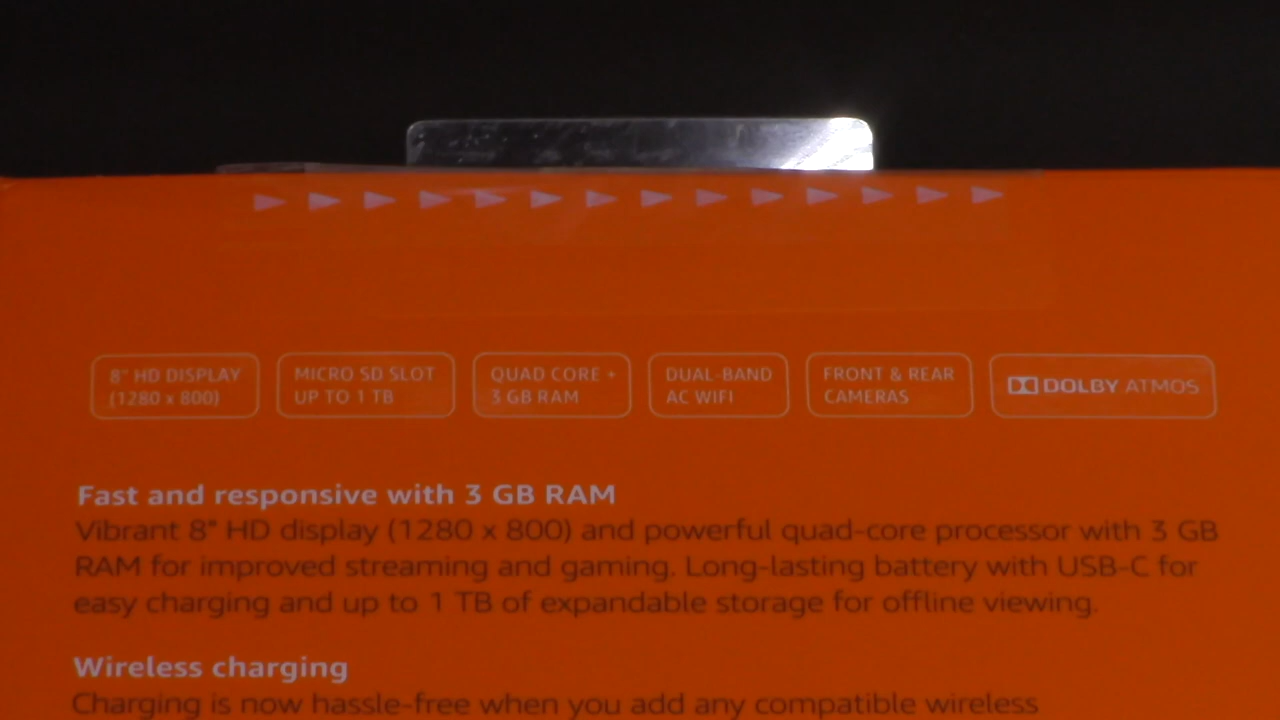 8" HD DISPLAY
(1280 x 800)
MICRO SD SLOT
UP TO 1 TB
QUAD CORE +
3 GB RAM
DUAL-BAND
AC WIFI
FRONT & REAR
CAMERAS
DOLBY ATMOS
Fast and responsive with 3 GB RAM
Vibrant 8" HD display (1280 x 800) and powerful quad-core processor with 3 GB
RAM for improved streaming and gaming. Long-lasting battery with USB-C for
easy charging and up to 1 TB of expandable storage for offline viewing.
Wireless charging
Charging is now hassle-free when you add any compatible wireless